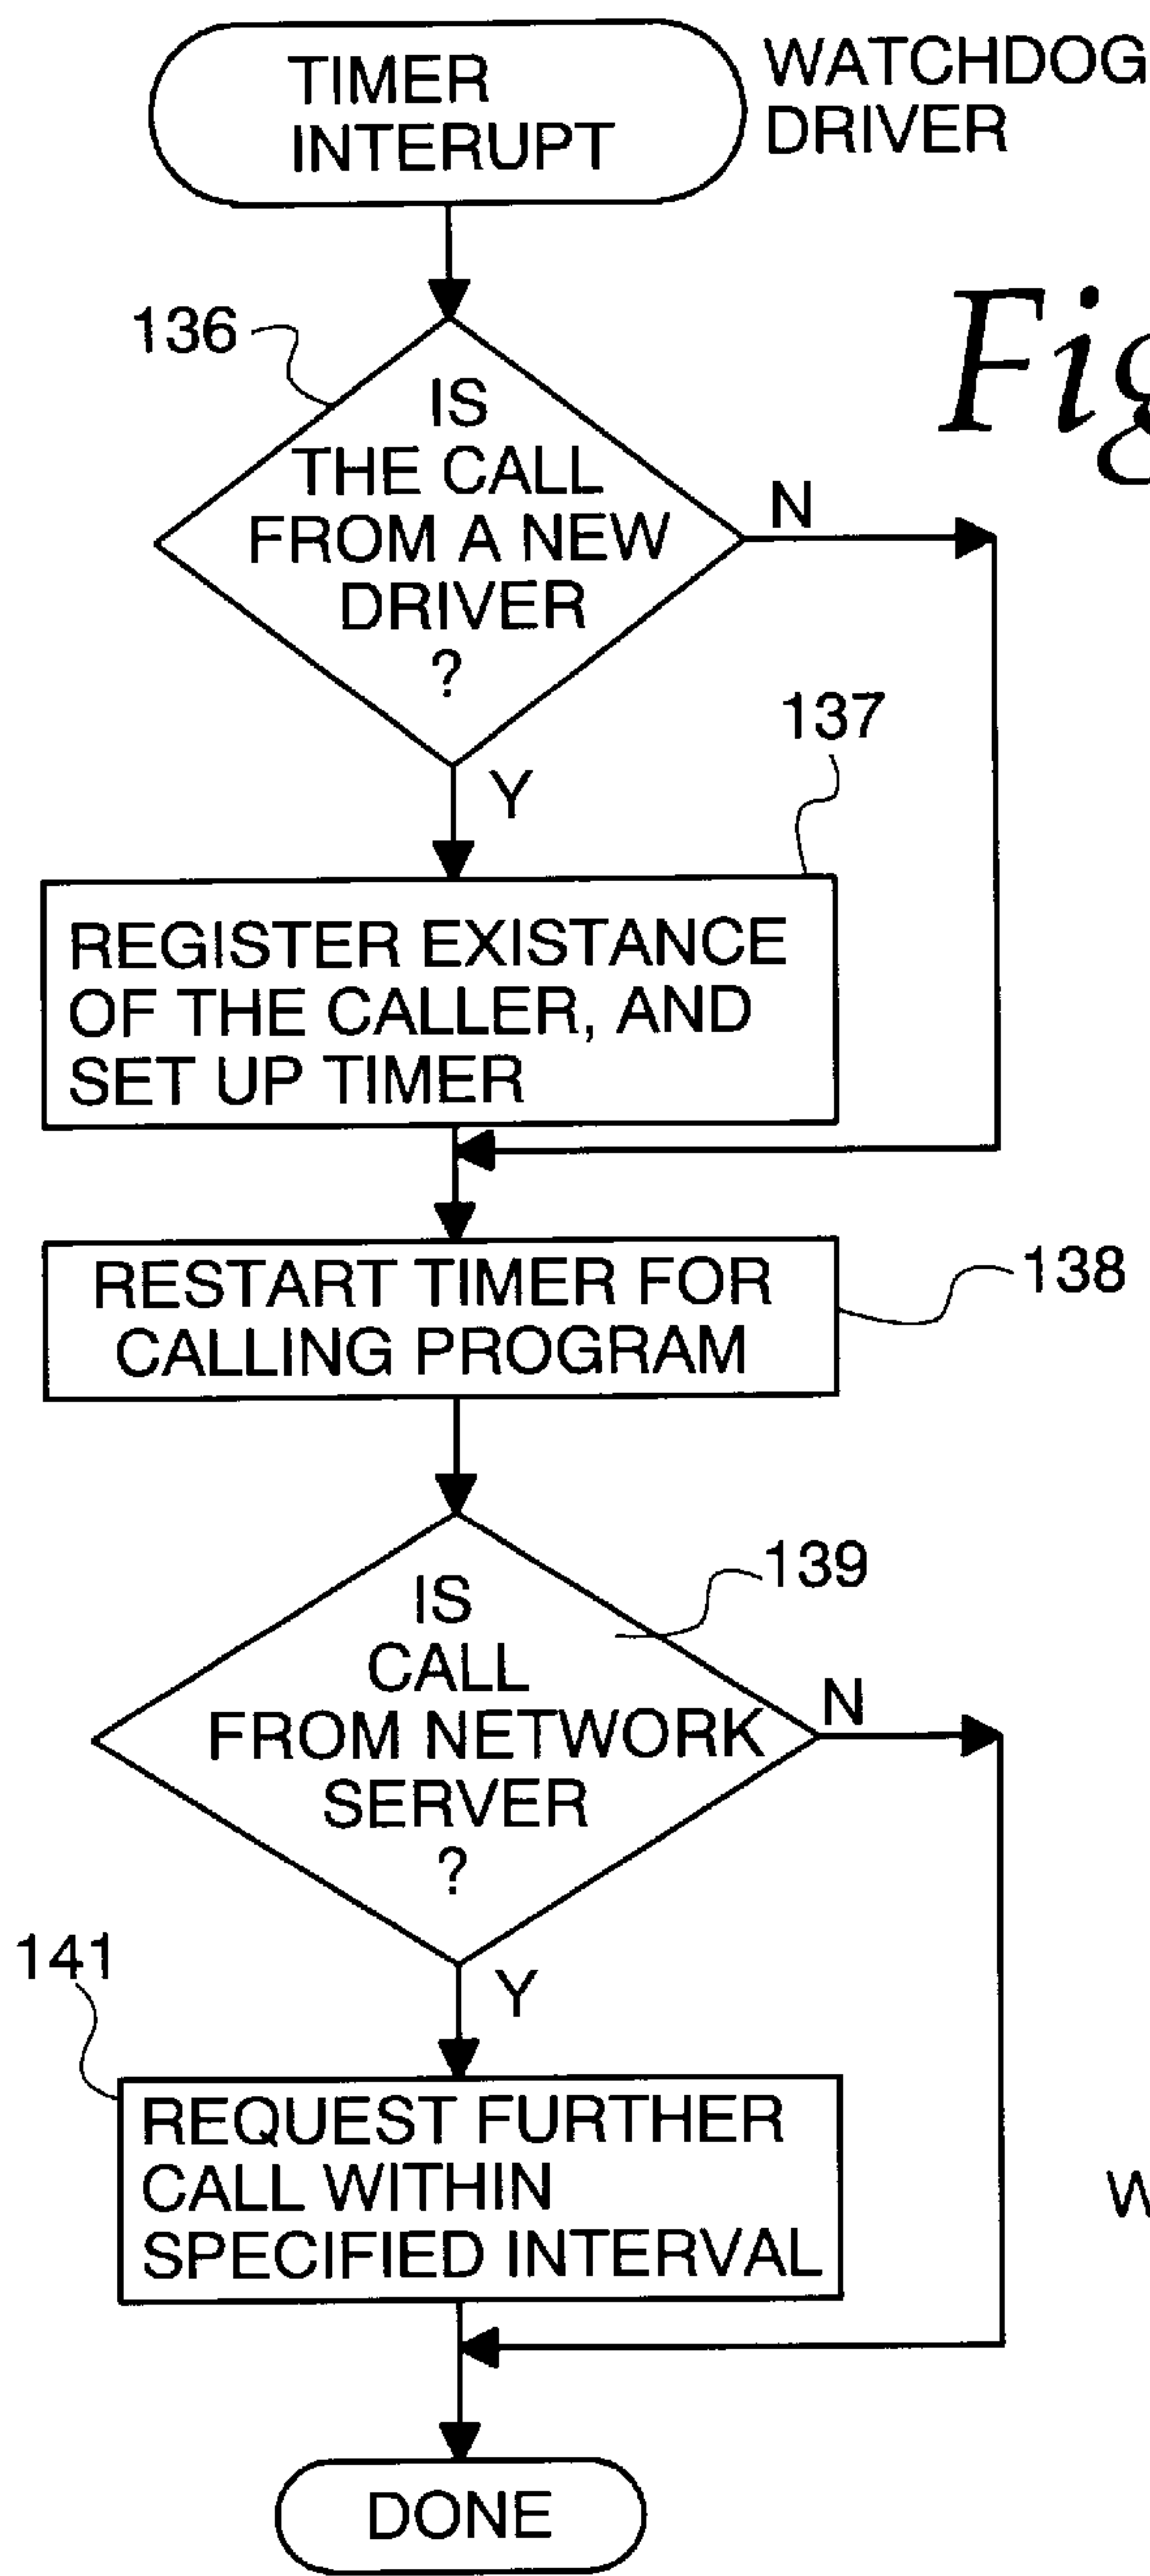 TIMER
INTERUPT
WATCHDOG
DRIVER
Fig
136
IS
THE CALL
FROM A NEW
DRIVER
?
N
Y
137
REGISTER EXISTANCE
OF THE CALLER, AND
SET UP TIMER
RESTART TIMER FOR
CALLING PROGRAM
138
139
IS
CALL
FROM NETWORK
SERVER
?
N
Y
141
REQUEST FURTHER
CALL WITHIN
SPECIFIED INTERVAL
W
DONE